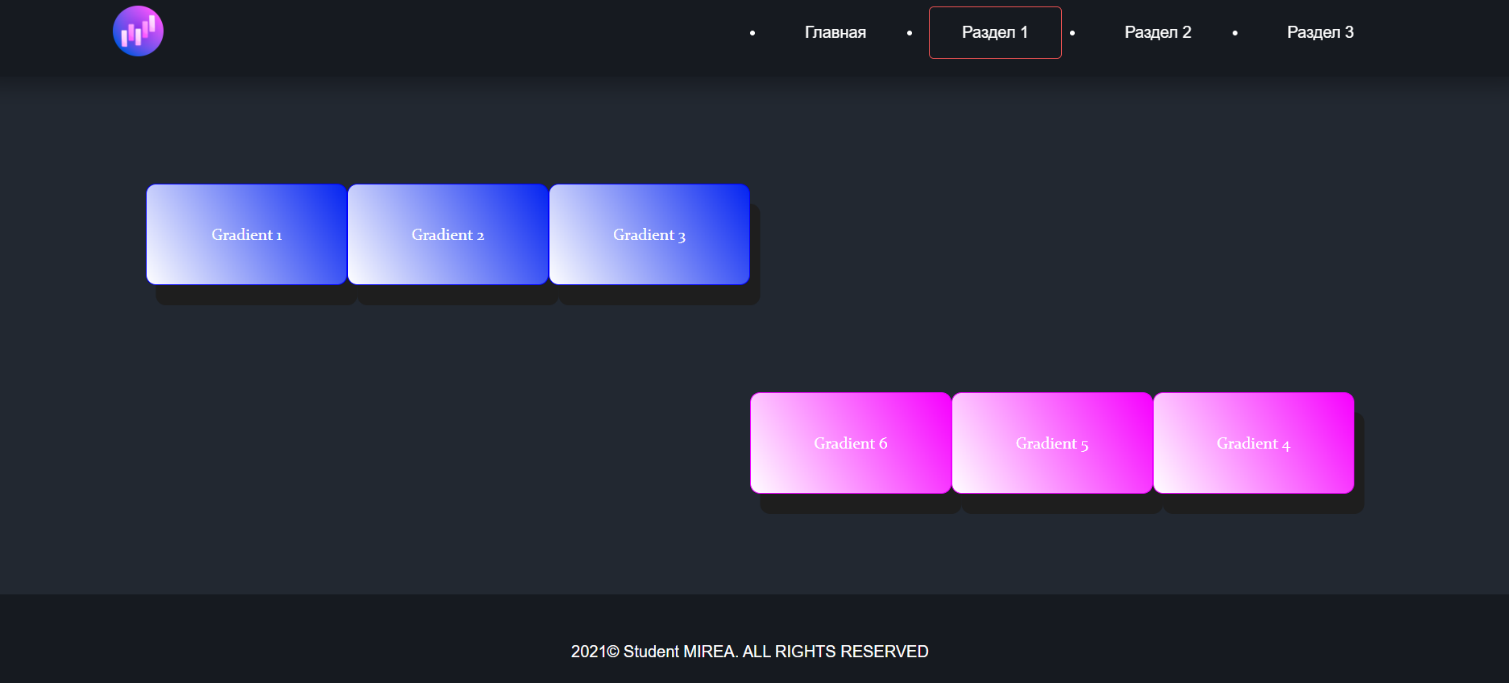 Главная Раздел 1 Раздел 2 Раздел 3
Gradient 1 Gradient 2 Gradient 3
Gradient 6 Gradient 5 Gradient 4
2021© Student MIREA. ALL RIGHTS RESERVED